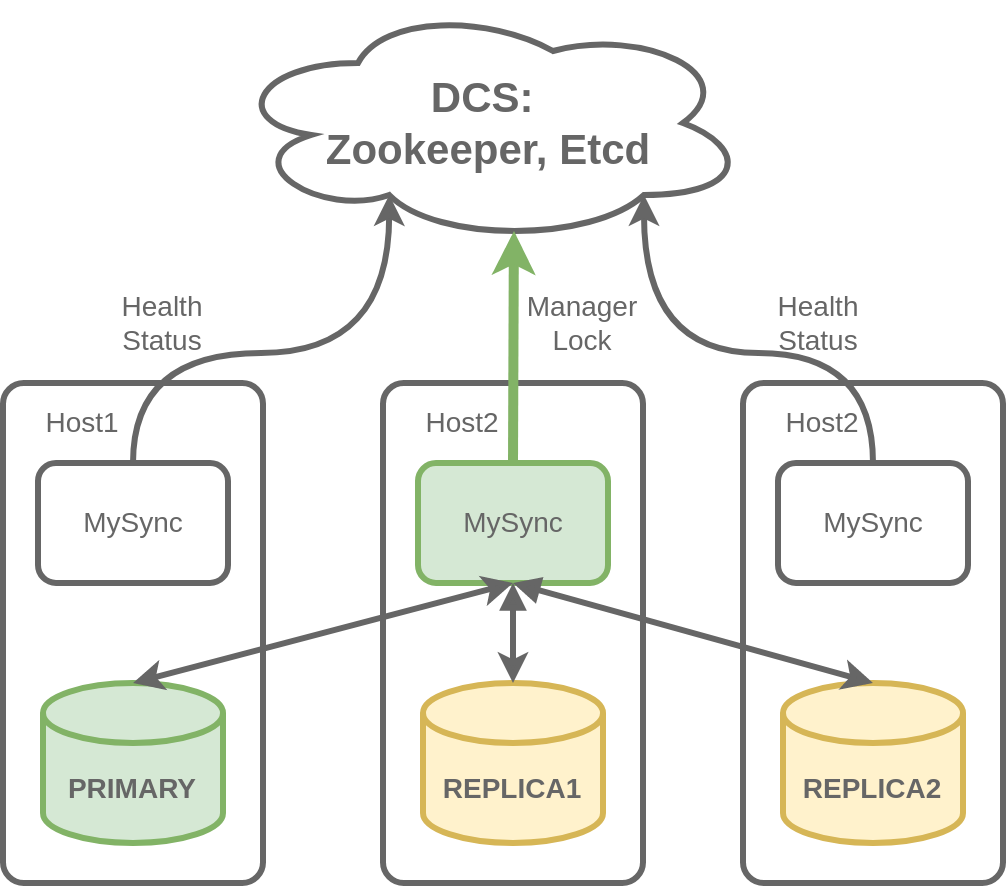 DCS:
Zookeeper, Etcd
Health
Status
Manager
Lock
Health
Status
Host1
Host2
Host2
MySync
MySync
MySync
PRIMARY
REPLICA1
REPLICA2